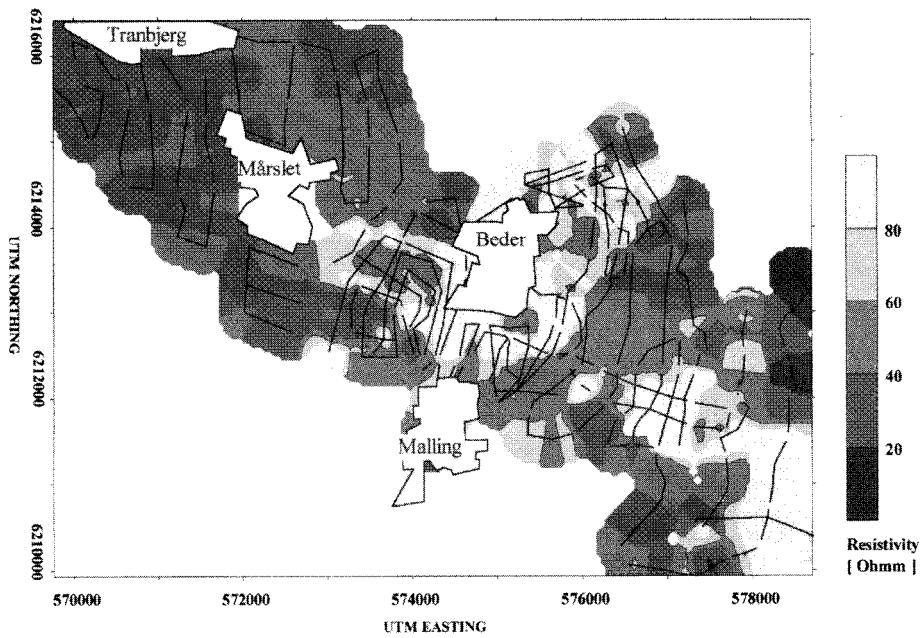 Tranbjerg
Mårslet
Beder
Malling
6216000
6214000
6212000
6210000
UTM NORTHING
570000
572000
574000
576000
578000
UTM EASTING
80
60
40
20
Resistivity
[ Ohmm ]